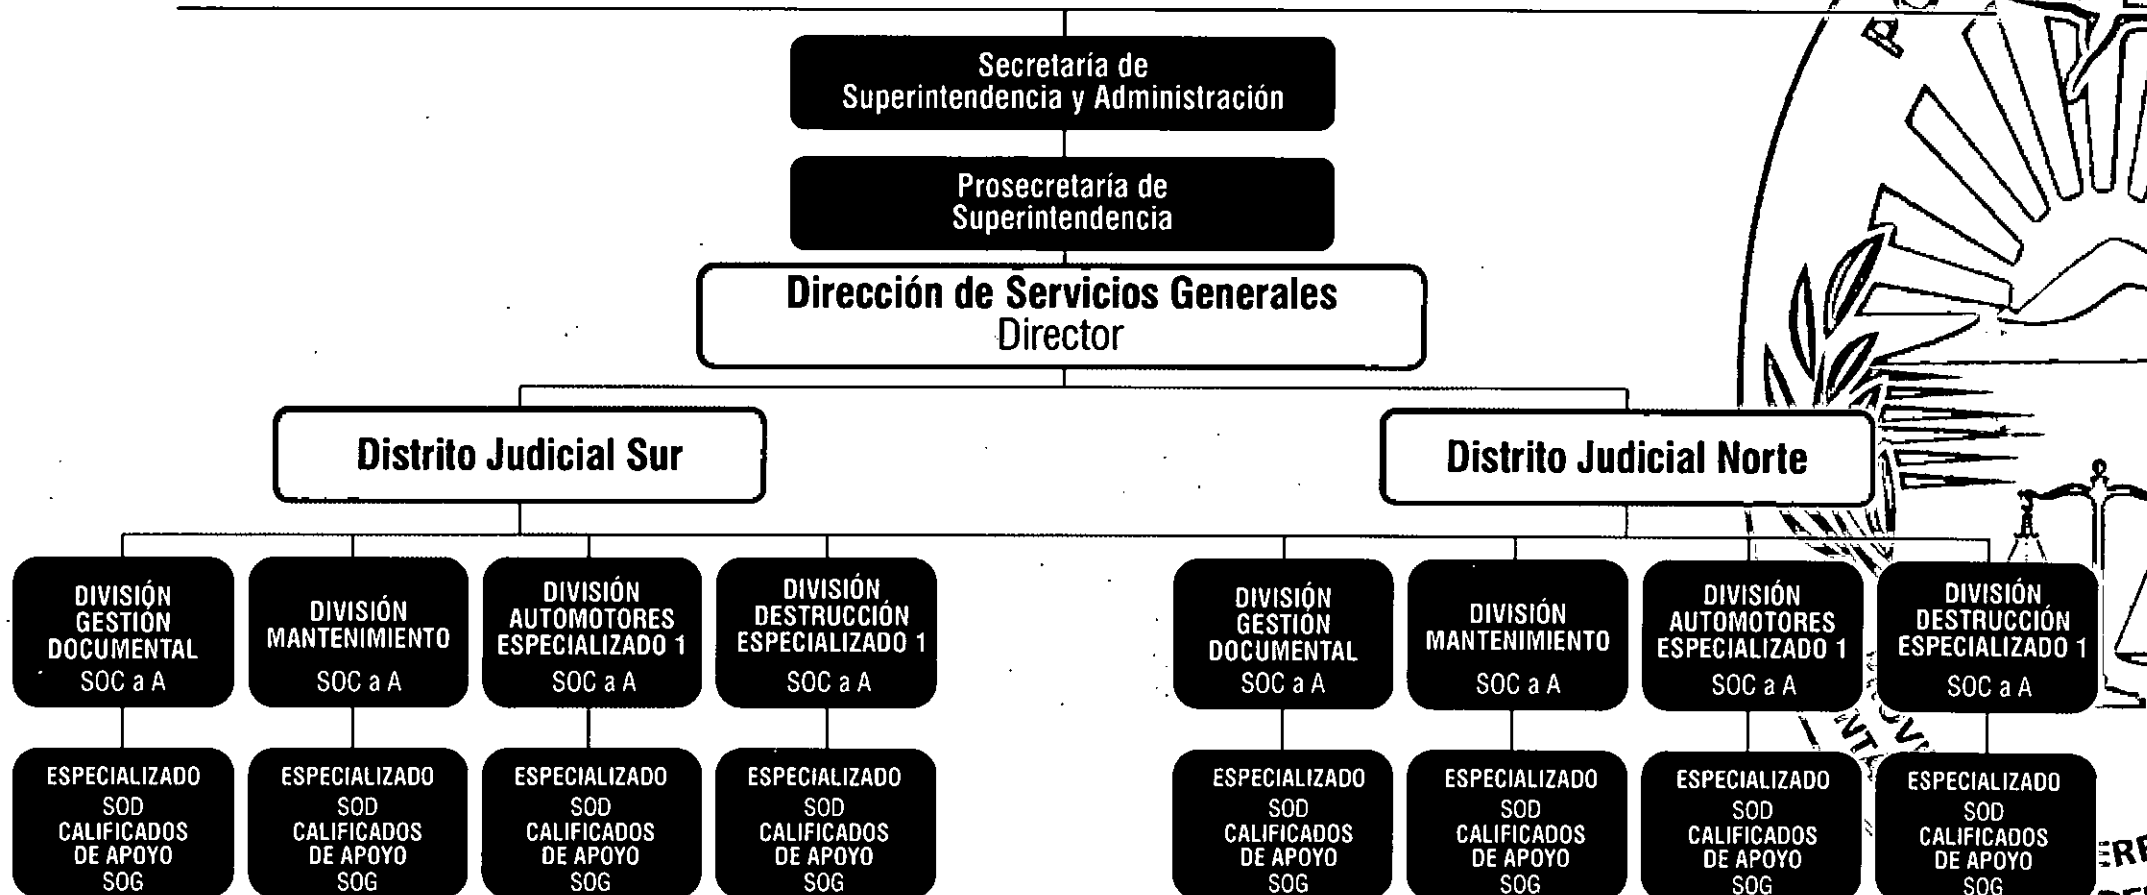 Secretaría de
Superintendencia y Administración
Prosecretaría de
Superintendencia
Dirección de Servicios Generales
Director
Distrito Judicial Sur
Distrito Judicial Norte
DIVISIÓN
GESTIÓN
DOCUMENTAL
SOC a A
DIVISIÓN
MANTENIMIENTO
SOC a A
DIVISIÓN
AUTOMOTORES
ESPECIALIZADO 1
SOC a A
DIVISIÓN
DESTRUCCIÓN
ESPECIALIZADO 1
SOC a A
DIVISIÓN
GESTIÓN
DOCUMENTAL
SOC a A
DIVISIÓN
MANTENIMIENTO
SOC a A
DIVISIÓN
AUTOMOTORES
ESPECIALIZADO 1
SOC a A
DIVISIÓN
DESTRUCCIÓN
ESPECIALIZADO 1
SOC a A
ESPECIALIZADO
SOD
CALIFICADOS
DE APOYO
SOG
ESPECIALIZADO
SOD
CALIFICADOS
DE APOYO
SOG
ESPECIALIZADO
SOD
CALIFICADOS
DE APOYO
SOG
ESPECIALIZADO
SOD
CALIFICADOS
DE APOYO
SOG
ESPECIALIZADO
SOD
CALIFICADOS
DE APOYO
SOG
ESPECIALIZADO
SOD
CALIFICADOS
DE APOYO
SOG
ESPECIALIZADO
SOD
CALIFICADOS
DE APOYO
SOG
ESPECIALIZADO
SOD
CALIFICADOS
DE APOYO
SOG